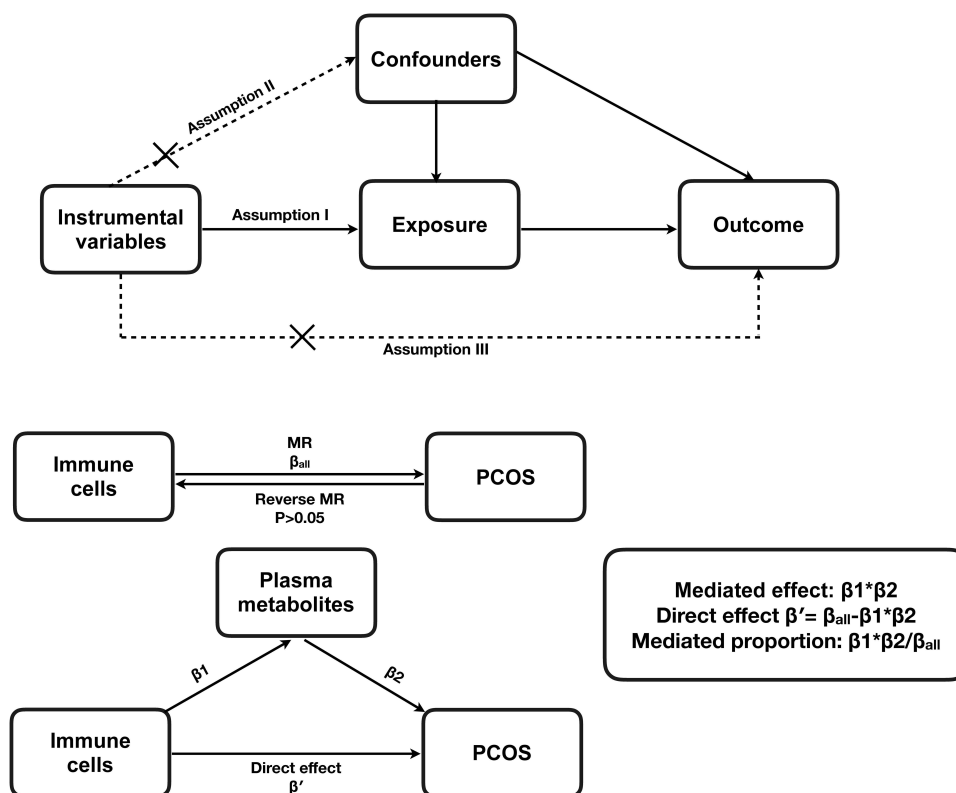 Confounders
Assumption II
Instrumental
variables
Assumption I
Exposure
Outcome
Assumption III
Immune
cells
MR
βall
Reverse MR
P>0.05
PCOS
Plasma
metabolites
β1
β2
Immune
cells
Direct effect
β′
PCOS
Mediated effect: β1*β2
Direct effect β′= βall-β1*β2
Mediated proportion: β1*β2/βall